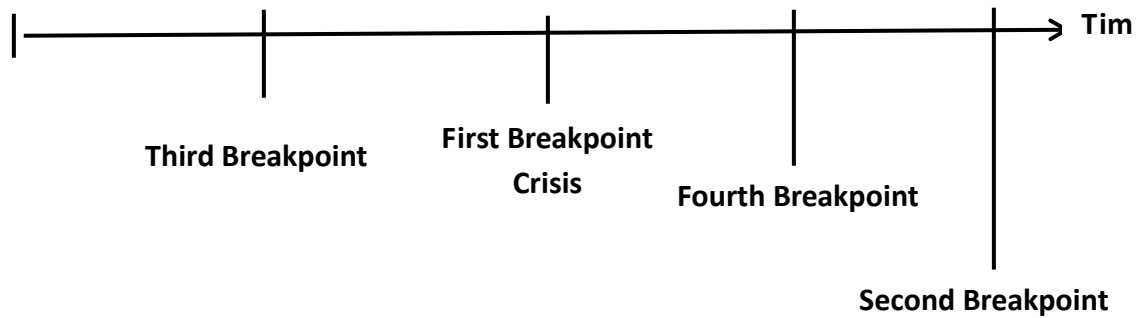 Tim
Third Breakpoint
First Breakpoint
Crisis
Fourth Breakpoint
Second Breakpoint